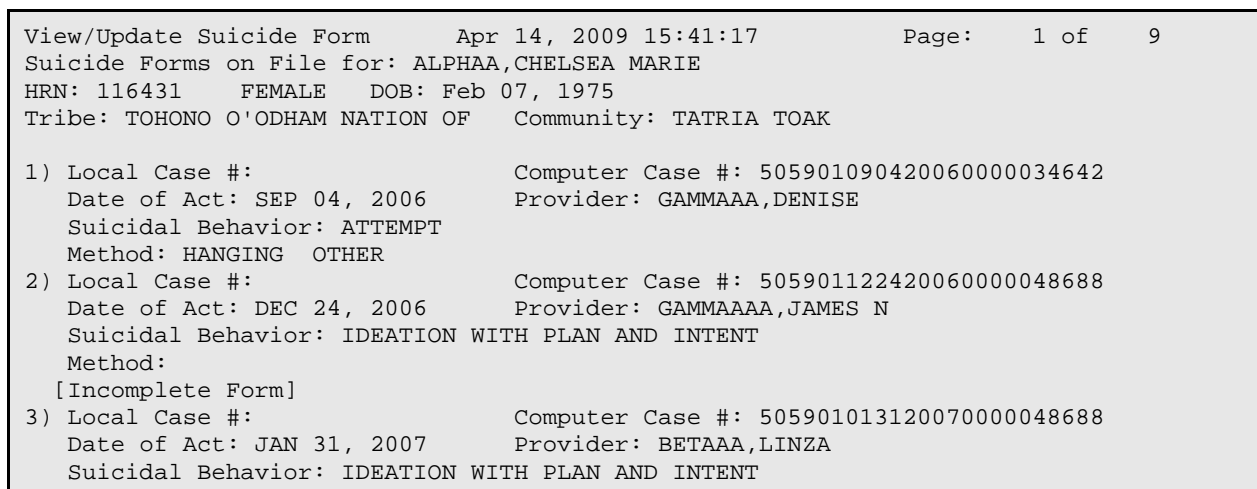 View/Update Suicide Form Apr 14, 2009 15:41:17 Page: 1 of 9
Suicide Forms on File for: ALPHAA,CHELSEA MARIE
HRN: 116431 FEMALE DOB: Feb 07, 1975
Tribe: TOHONO O'ODHAM NATION OF Community: TATRIA TOAK
1) Local Case #: Computer Case #: 505901090420060000034642
Date of Act: SEP 04, 2006 Provider: GAMMAAA,DENISE
Suicidal Behavior: ATTEMPT
Method: HANGING OTHER
2) Local Case #: Computer Case #: 505901122420060000048688
Date of Act: DEC 24, 2006 Provider: GAMMAAAA,JAMES N
Suicidal Behavior: IDEATION WITH PLAN AND INTENT
Method:
[Incomplete Form]
3) Local Case #: Computer Case #: 505901013120070000048688
Date of Act: JAN 31, 2007 Provider: BETAAA,LINZA
Suicidal Behavior: IDEATION WITH PLAN AND INTENT